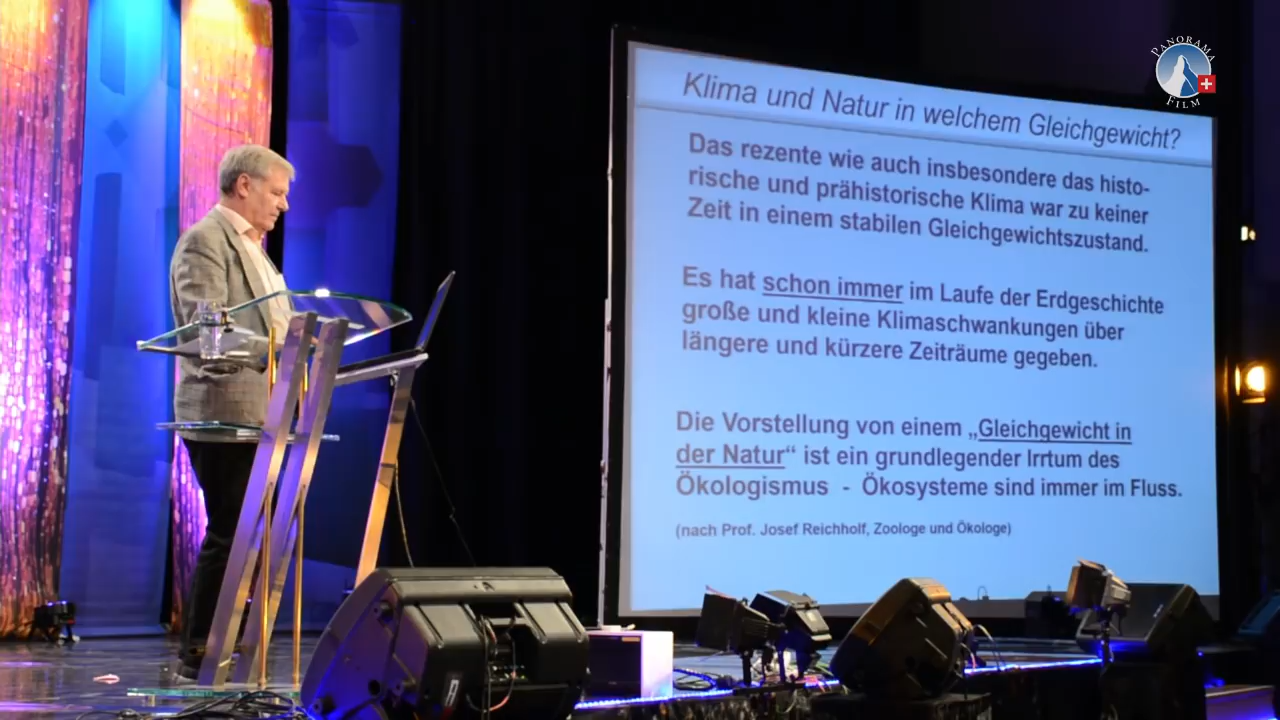 PANORAMA
FILM
Klima und Natur in welchem Gleichgewicht?
Das rezente wie auch insbesondere das histo-
rische und prähistorische Klima war zu keiner
Zeit in einem stabilen Gleichgewichtszustand.
Es hat schon immer im Laufe der Erdgeschichte
große und kleine Klimaschwankungen über
längere und kürzere Zeiträume gegeben.
Die Vorstellung von einem „Gleichgewicht in
der Natur“ ist ein grundlegender Irrtum des
Ökologismus - Ökosysteme sind immer im Fluss.
(nach Prof. Josef Reichholf, Zoologe und Ökologe)